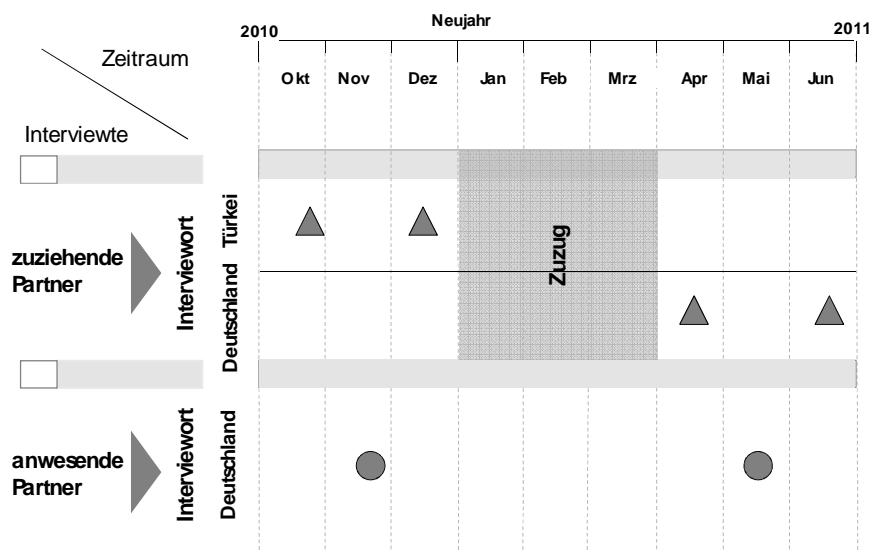 Neujahr
2010
2011
Zeitraum
Okt
Nov
Dez
Jan
Feb
Mrz
Apr
Mai
Jun
Interviewte
zuziehende
Partner
Interviewort
Türkei
Deutschland
Zuzug
anwesende
Partner
Interviewort
Deutschland